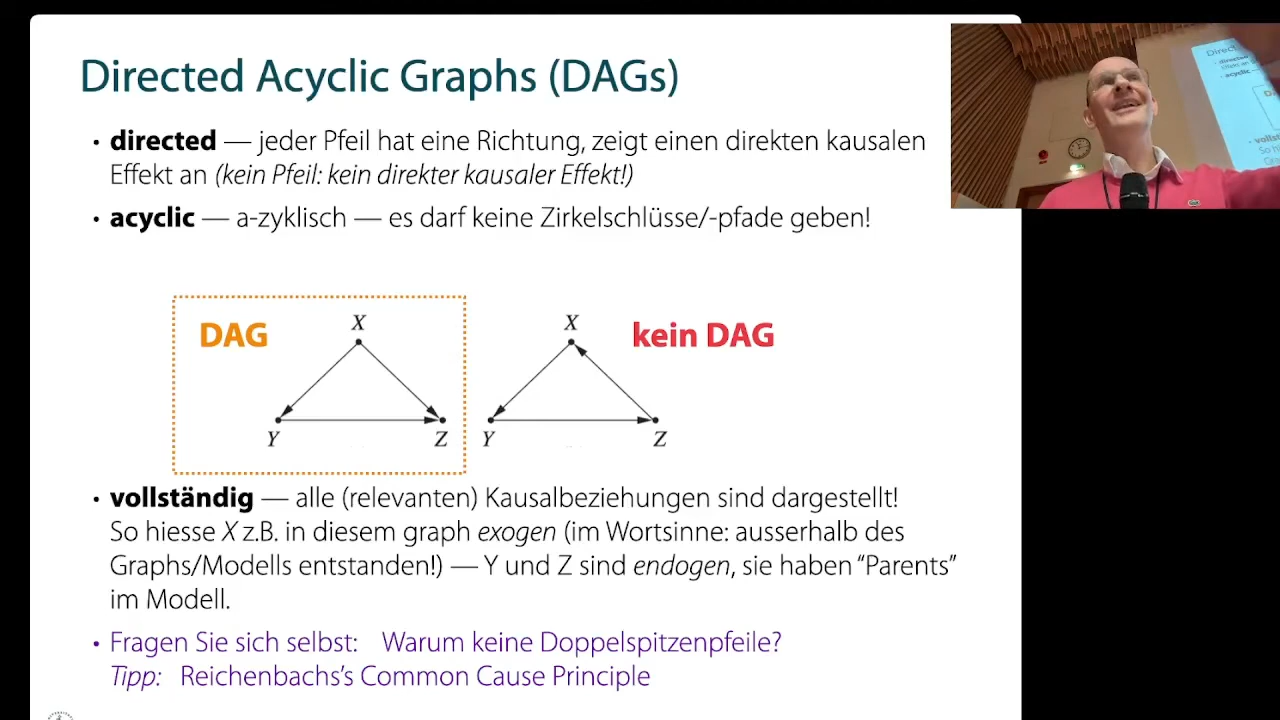 Directed Acyclic Graphs (DAGs)
• directed — jeder Pfeil hat eine Richtung, zeigt einen direkten kausalen
Effekt an (kein Pfeil: kein direkter kausaler Effekt!)
• acyclic — a-zyklisch — es darf keine Zirkelschlüsse/-pfade geben!
DAG
X
Y
Z
X
Y
Z
kein DAG
• vollständig — alle (relevanten) Kausalbeziehungen sind dargestellt!
So hiesse X z.B. in diesem graph exogen (im Wortsinne: ausserhalb des
Graphs/Modells entstanden!) — Y und Z sind endogen, sie haben “Parents”
im Modell.
• Fragen Sie sich selbst: Warum keine Doppelspitzenpfeile?
Tipp: Reichenbachs's Common Cause Principle